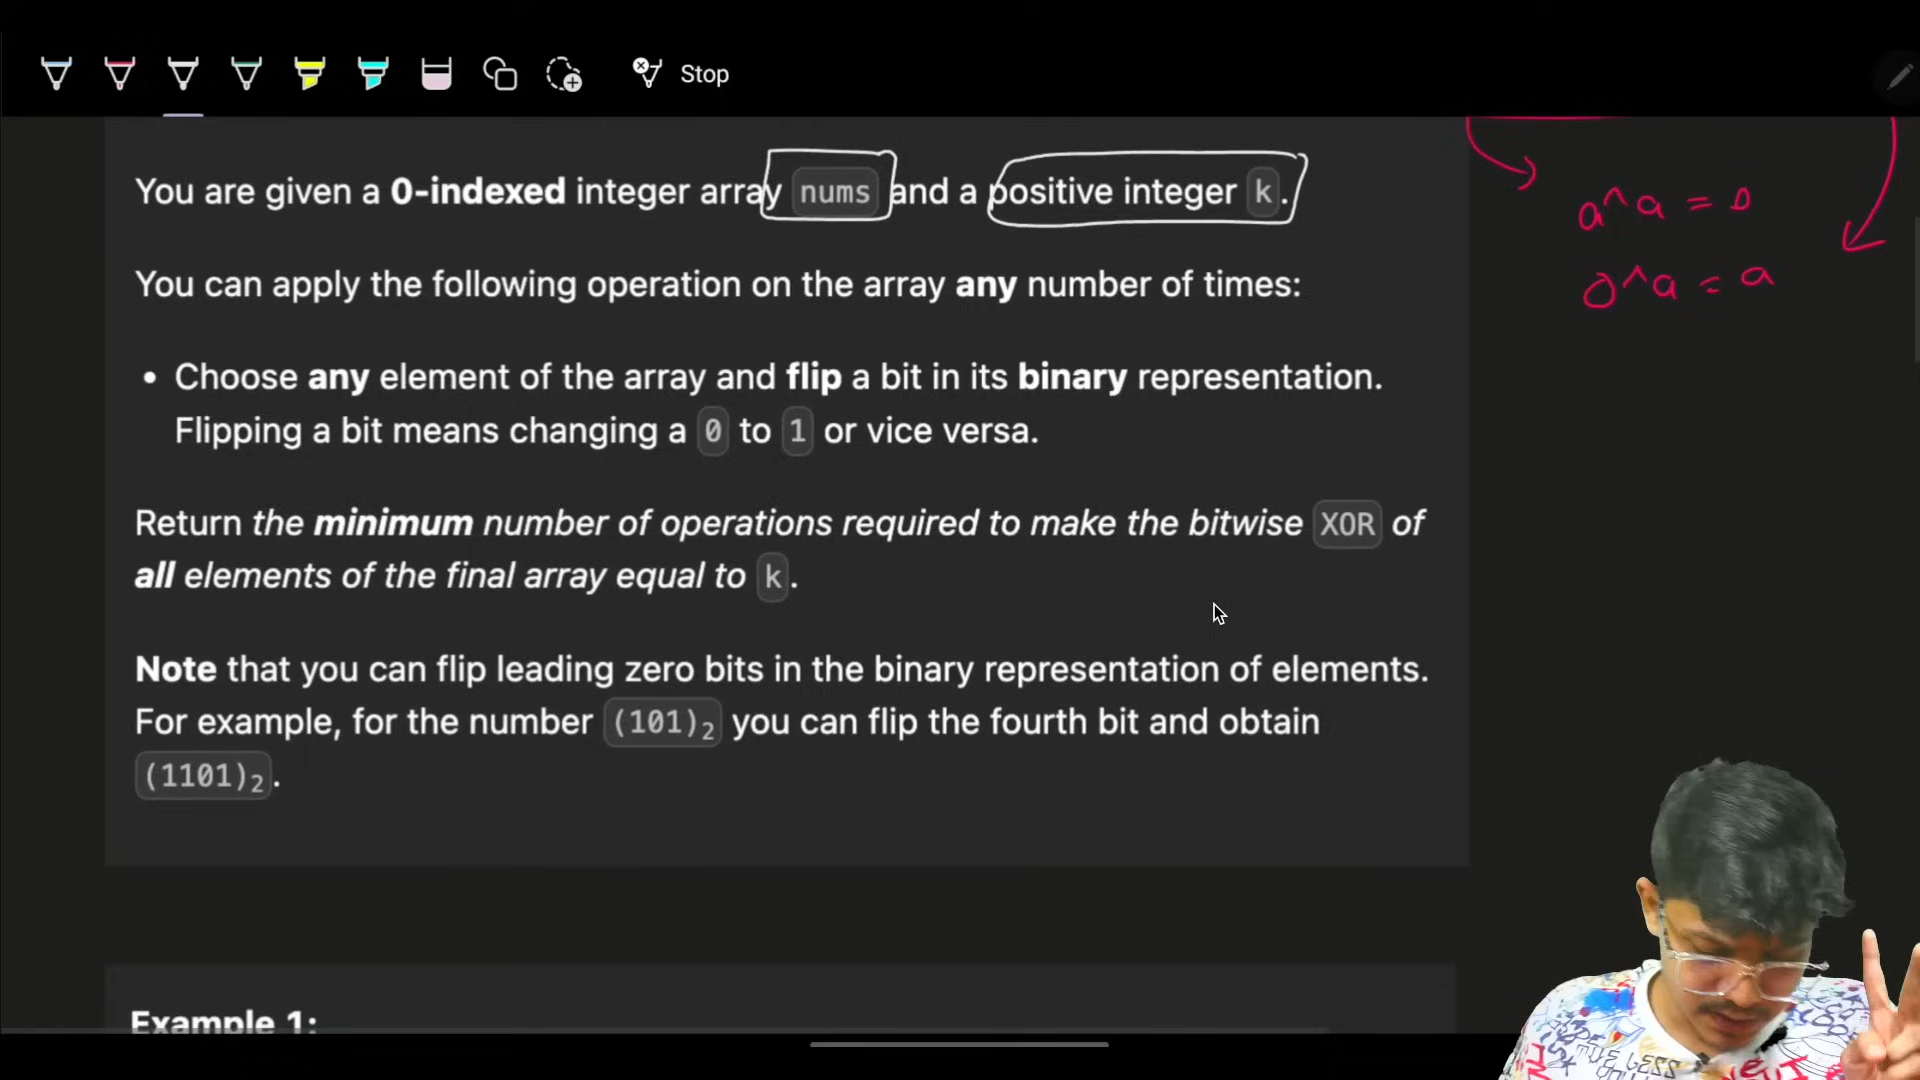 Stop
You are given a 0-indexed integer array nums and a positive integer k.
a^a = 0
You can apply the following operation on the array any number of times:
0^a = a
• Choose any element of the array and flip a bit in its binary representation.
Flipping a bit means changing a 0 to 1 or vice versa.
Return the minimum number of operations required to make the bitwise XOR of
all elements of the final array equal to k.
Note that you can flip leading zero bits in the binary representation of elements.
For example, for the number (101)2 you can flip the fourth bit and obtain
(1101)2.
Example 1: